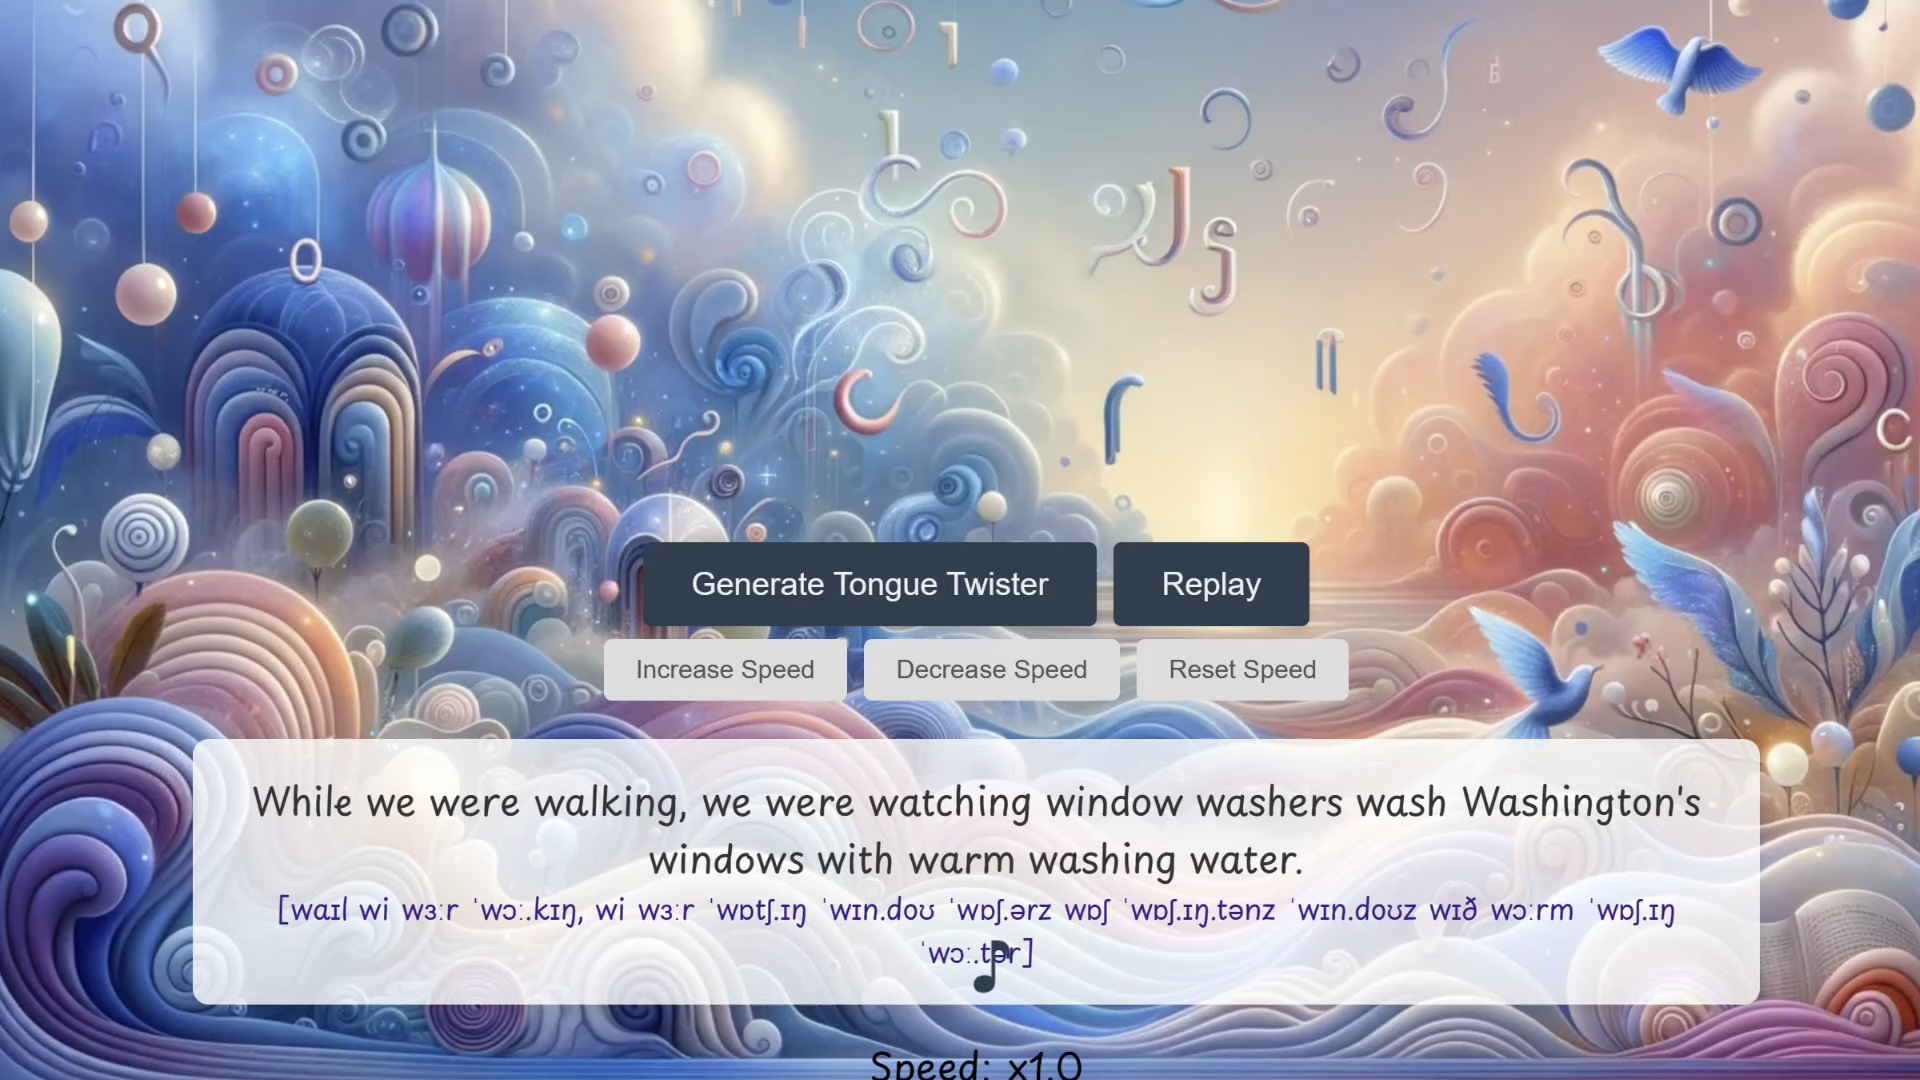 Generate Tongue Twister
Replay
Increase Speed
Decrease Speed
Reset Speed
While we were walking, we were watching window washers wash Washington's
windows with warm washing water.
[waɪl wi wɜːr ˈwɔː.kɪŋ, wi wɜːr ˈwɒtʃ.ɪŋ ˈwɪn.doʊ ˈwɒʃ.ərz wɒʃ ˈwɒʃ.ɪŋ.tənz ˈwɪn.doʊz wɪð wɔːrm ˈwɒʃ.ɪŋ
ˈwɔː.tər]
Speed: x1.0